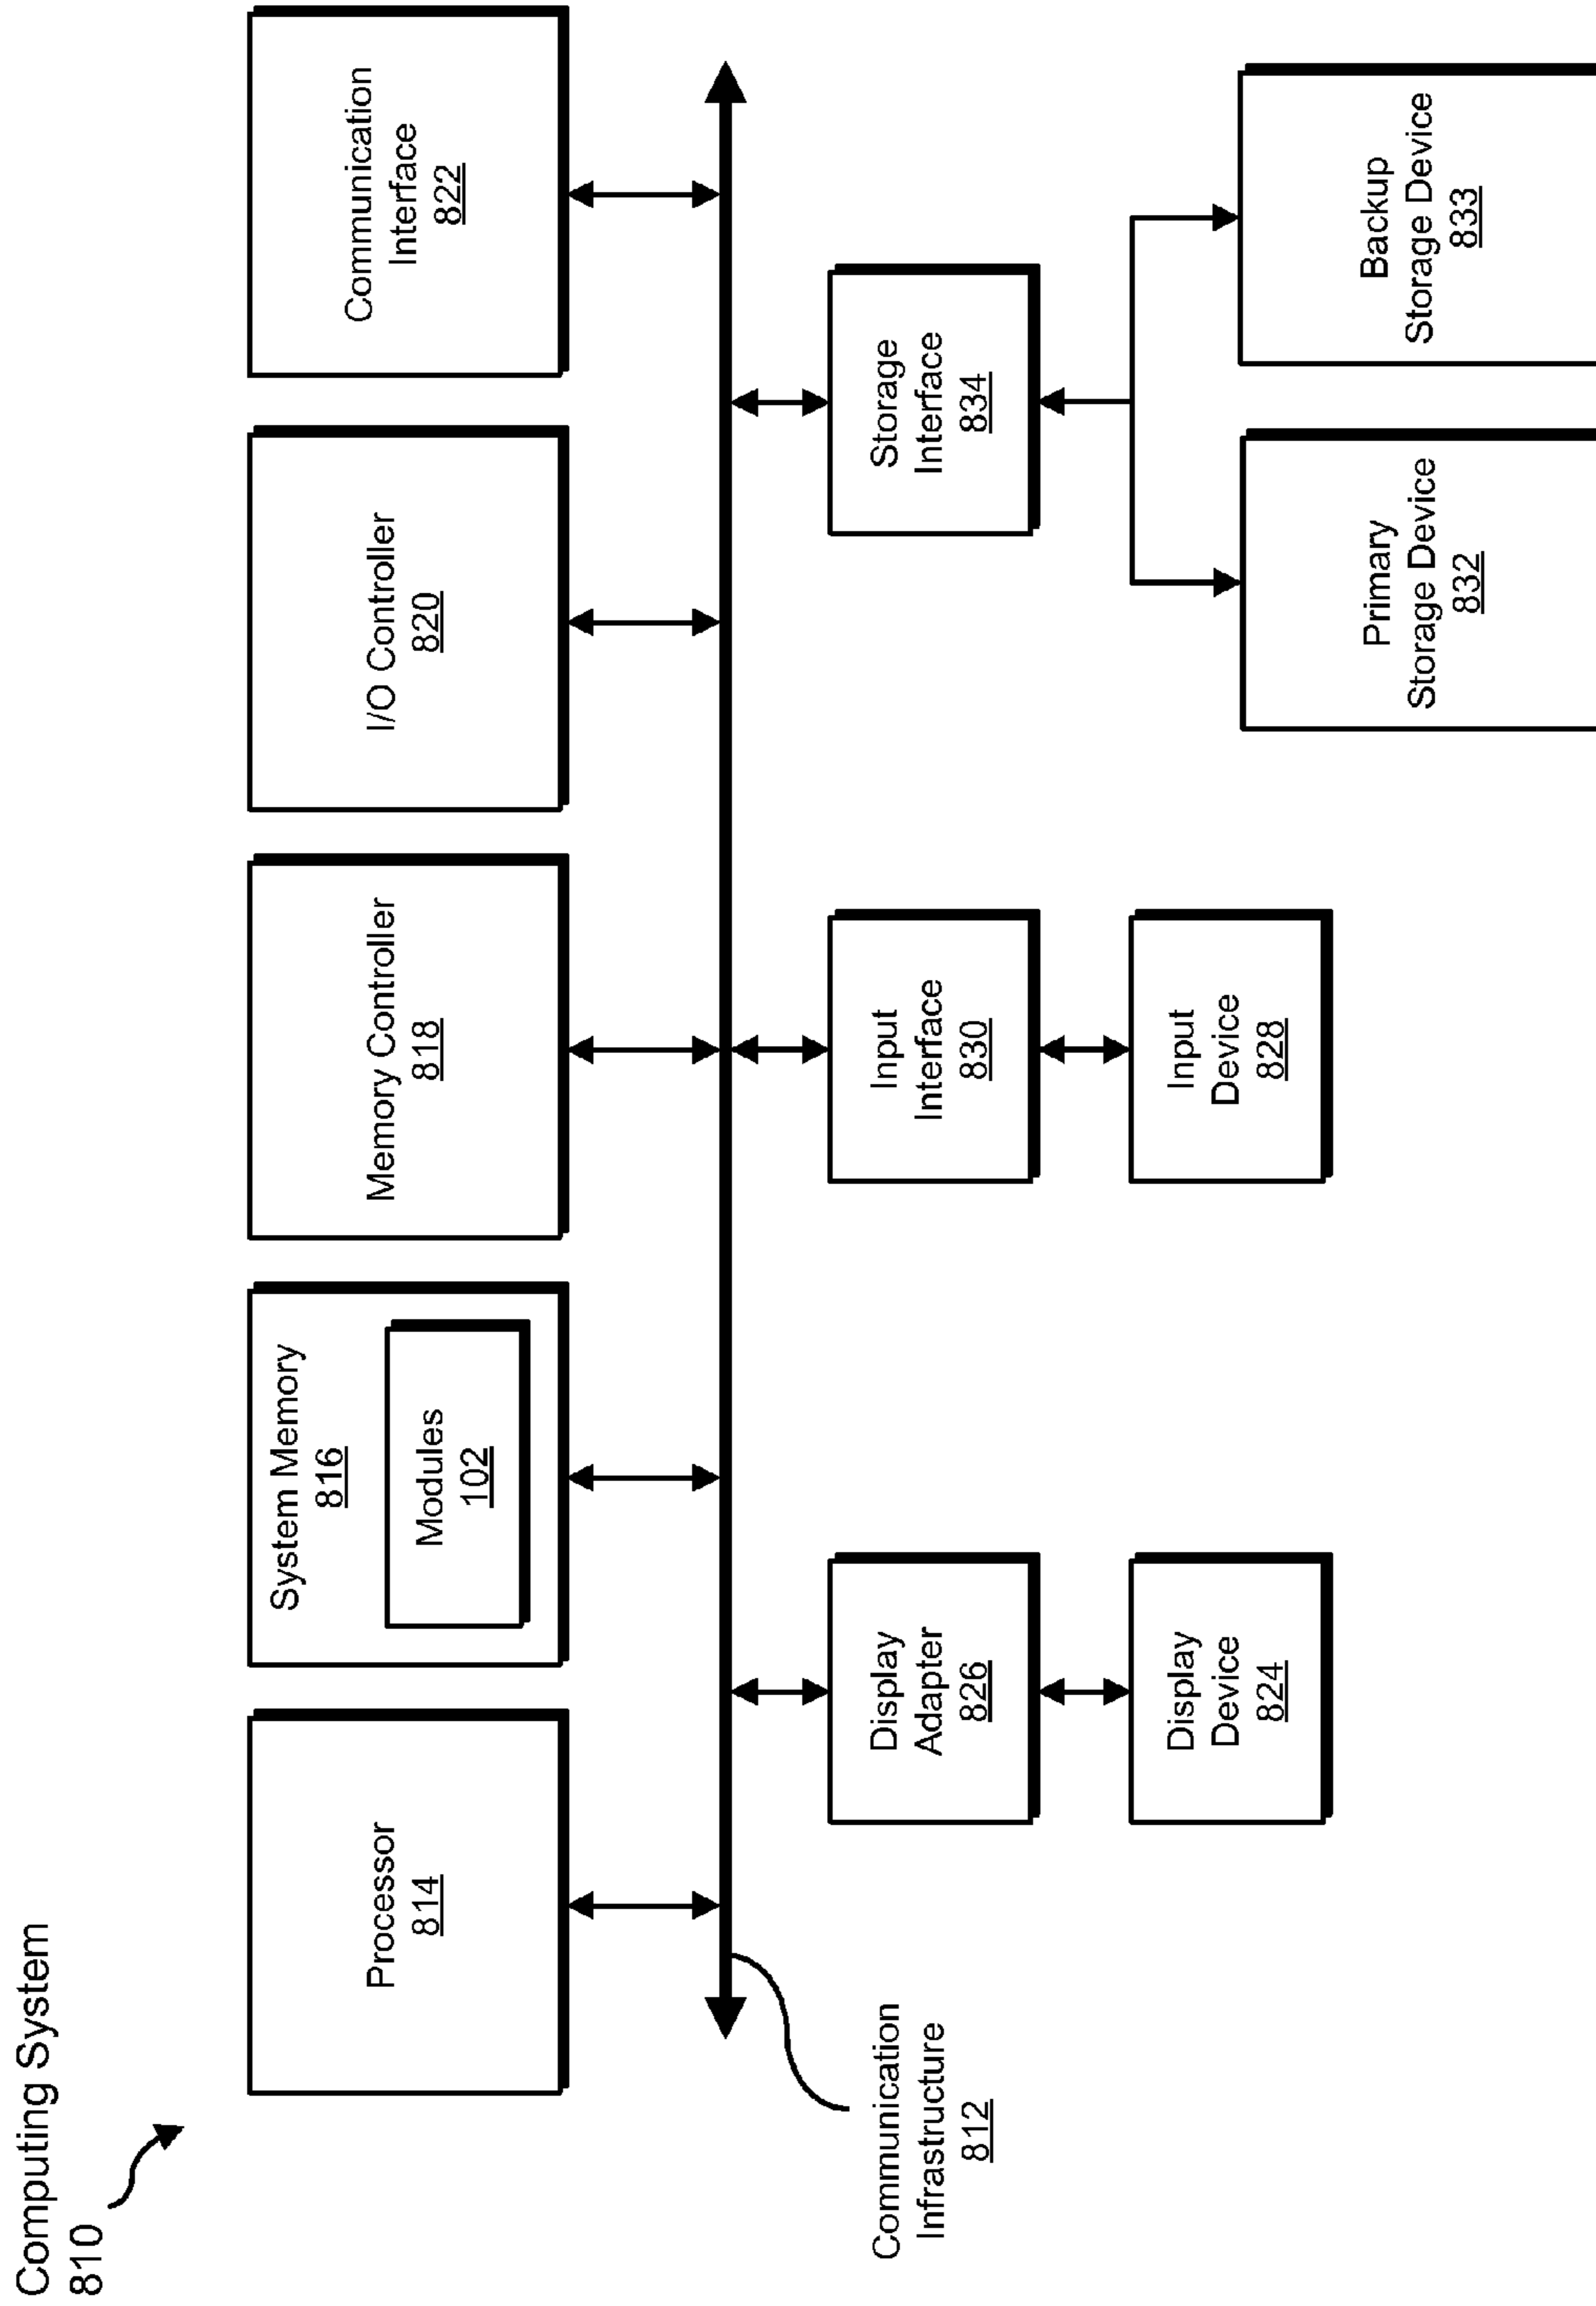 Computing System
810
Processor
814
System Memory
816
Modules
102
Memory Controller
818
I/O Controller
820
Communication
Interface
822
Communication
Infrastructure
812
Display
Adapter
826
Display
Device
824
Input
Interface
830
Input
Device
828
Storage
Interface
834
Primary
Storage Device
832
Backup
Storage Device
833